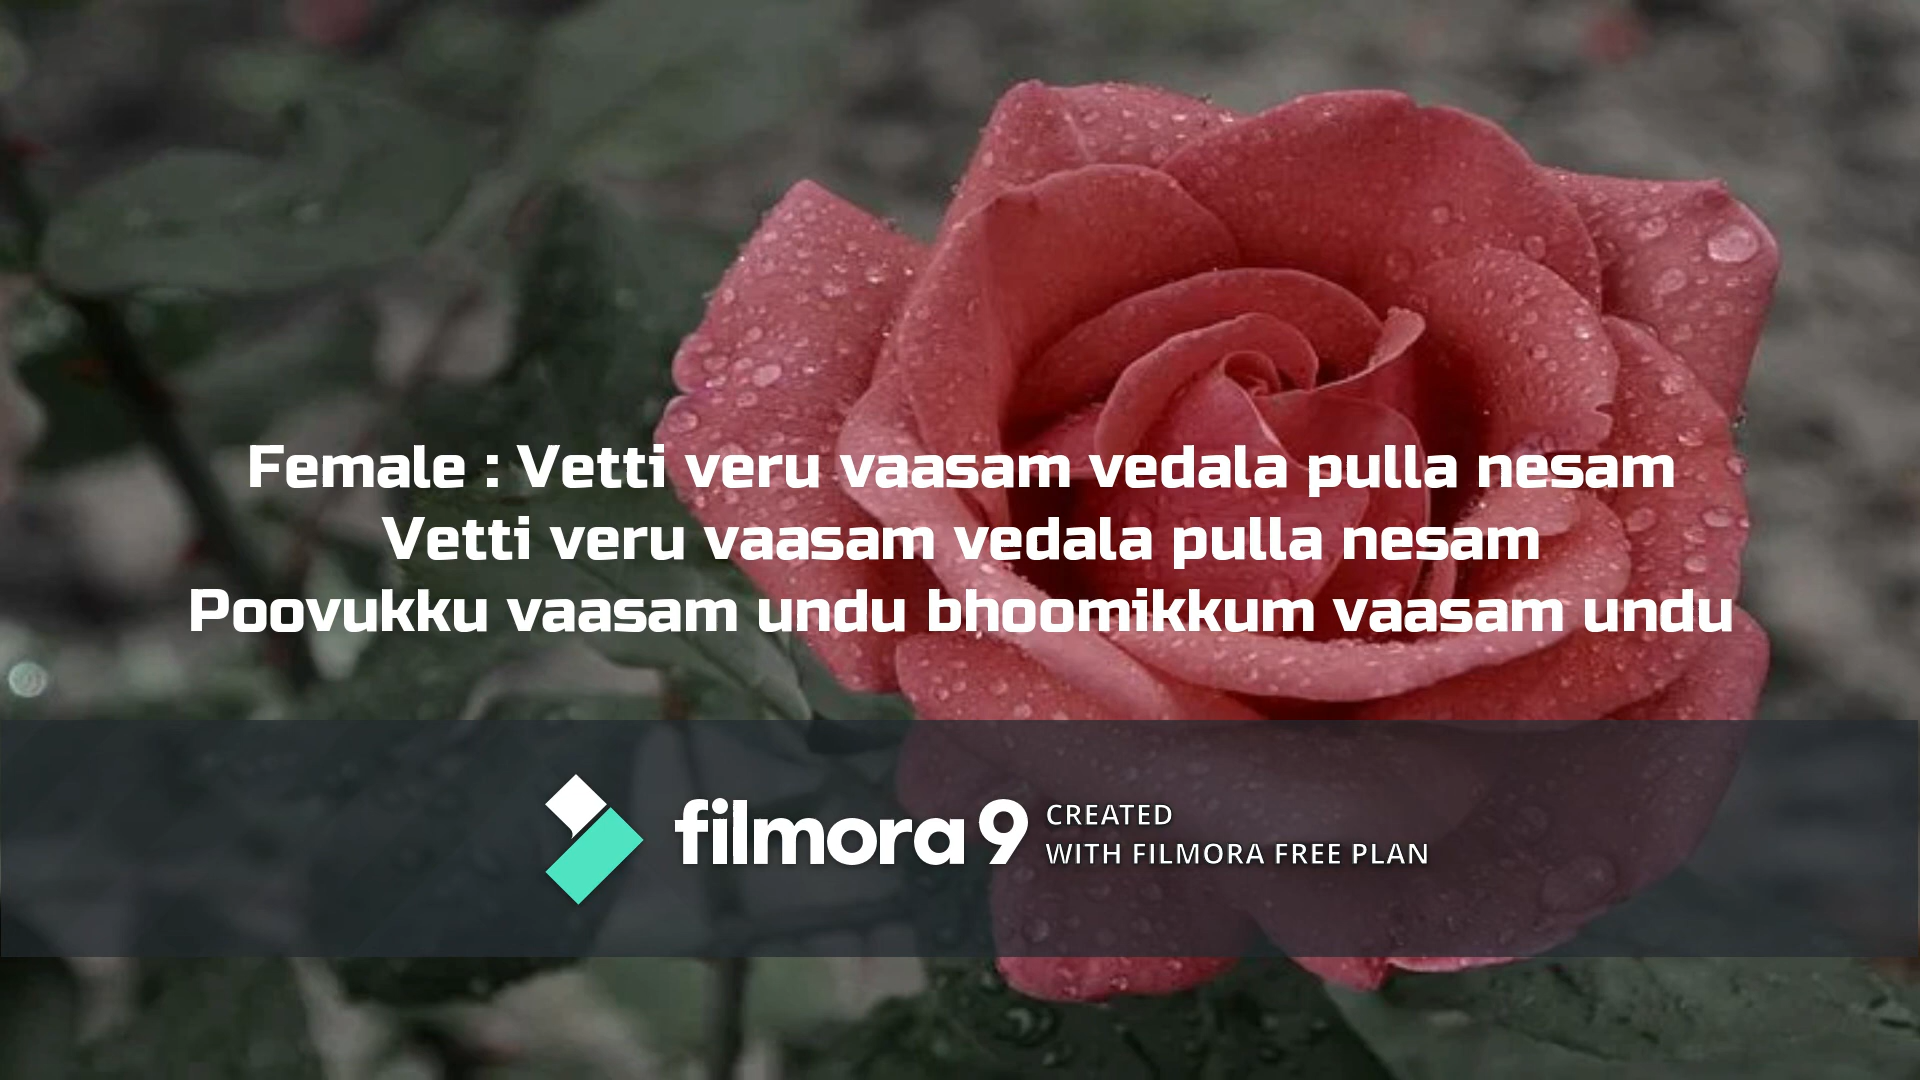 Female : Vetti veru vaasam vedala pulla nesam
Vetti veru vaasam vedala pulla nesam
Poovukku vaasam undu bhoomikkum vaasam undu
filmora 9 CREATED
WITH FILMORA FREE PLAN